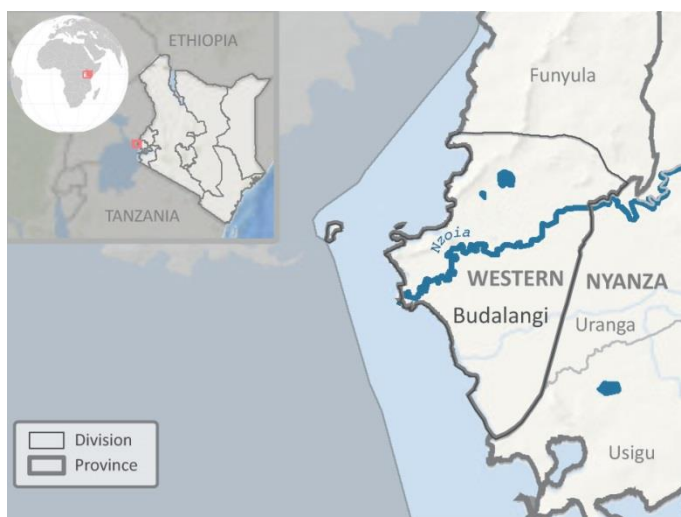 ETHIOPIA
TANZANIA
Funyula
Nzoia
WESTERN
NYANZA
Budalangi
Uranga
Usigu
Division
Province